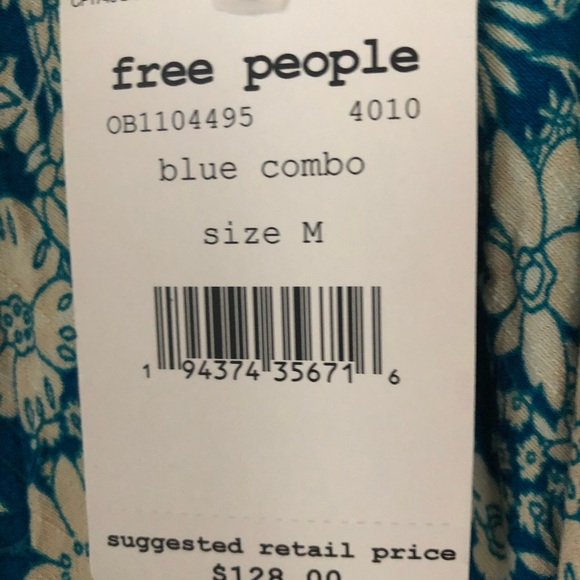 free people
OB1104495 4010
blue combo
size M
1 94374 35671 6
suggested retail price
$128.00